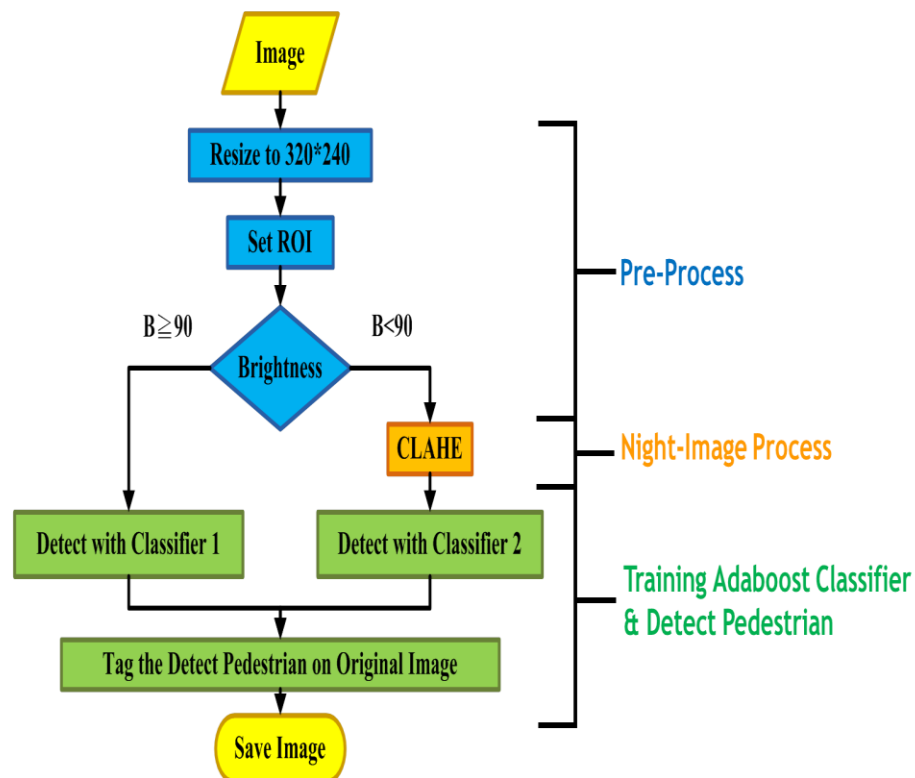 Image
Resize to 320*240
Set ROI
B≧90
B<90
Brightness
CLAHE
Detect with Classifier 1
Detect with Classifier 2
Tag the Detect Pedestrian on Original Image
Save Image
Pre-Process
Night-Image Process
Training Adaboost Classifier
& Detect Pedestrian